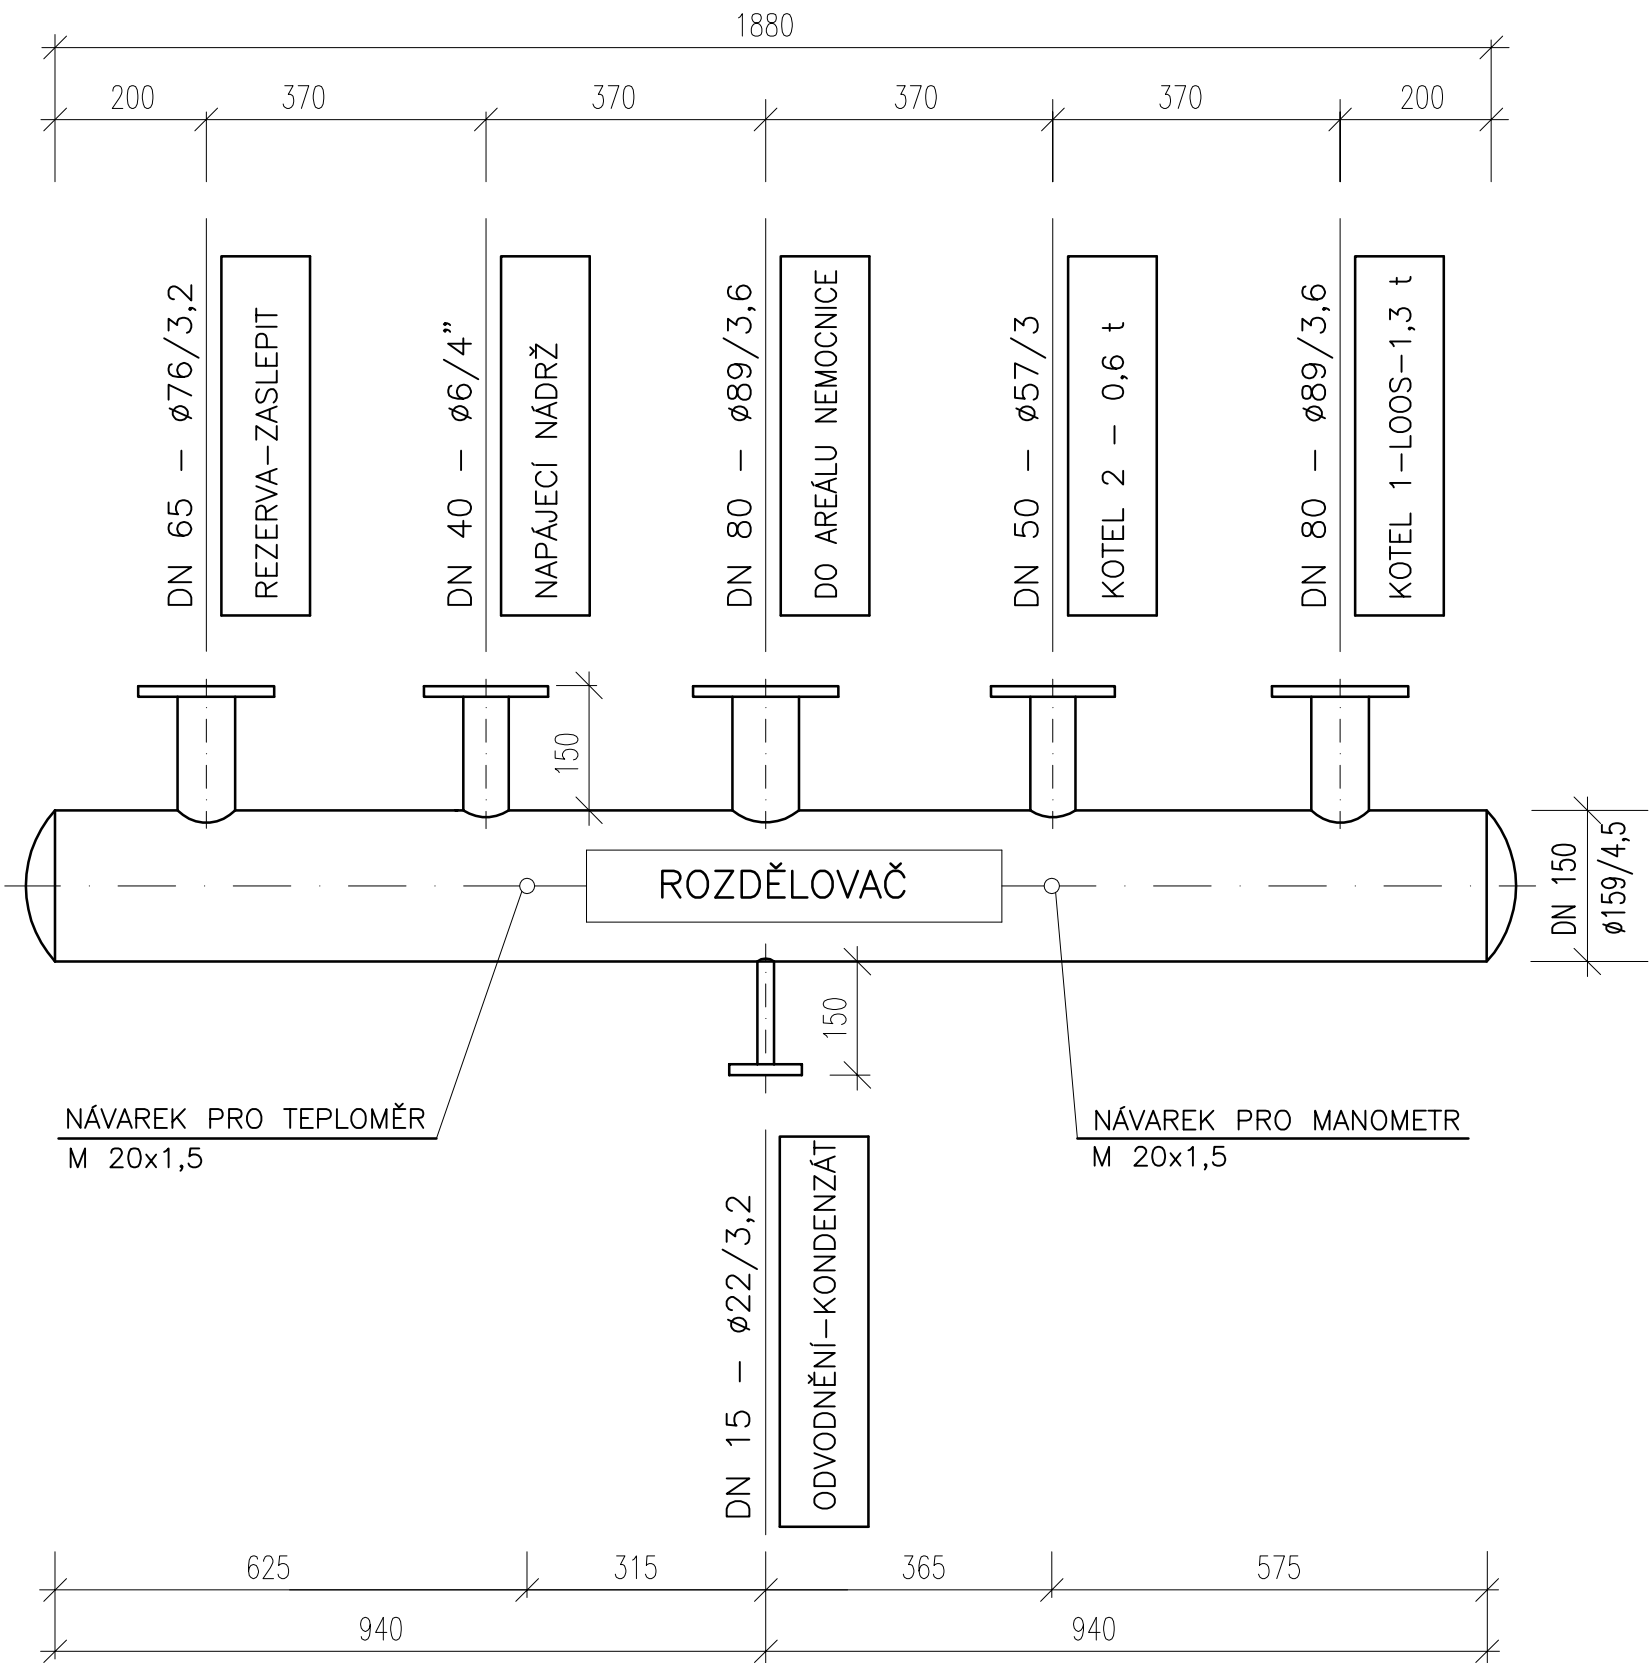 1880
200
370
370
370
370
200
DN 65 - ø76/3,2
REZERVA-ZASLEPIT
DN 40 - ø6/4”
NAPÁJECÍ NÁDRŽ
DN 80 - ø89/3,6
DO AREÁLU NEMOCNICE
DN 50 - ø57/3
KOTEL 2 - 0,6 t
DN 80 - ø89/3,6
KOTEL 1-LOOS-1,3 t
150
ROZDĚLOVAČ
DN 150
ø159/4,5
150
NÁVAREK PRO TEPLOMĚR
M 20x1,5
NÁVAREK PRO MANOMETR
M 20x1,5
DN 15 - ø22/3,2
ODVODNĚNÍ-KONDENZÁT
625
315
365
575
940
940